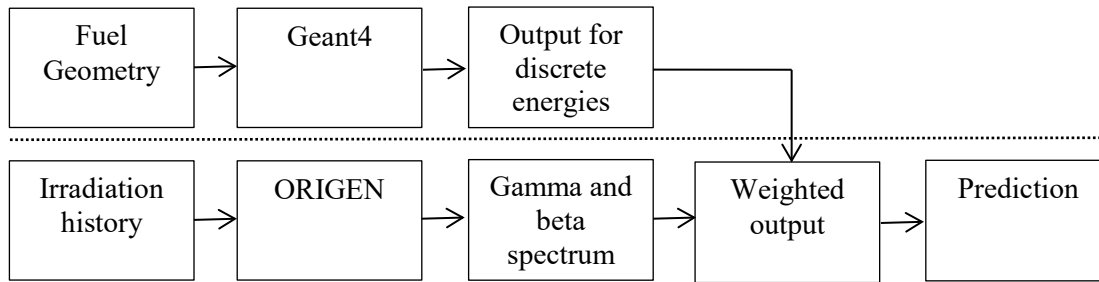 Fuel
Geometry
Geant4
Output for
discrete
energies
Irradiation
history
ORIGEN
Gamma and
beta
spectrum
Weighted
output
Prediction